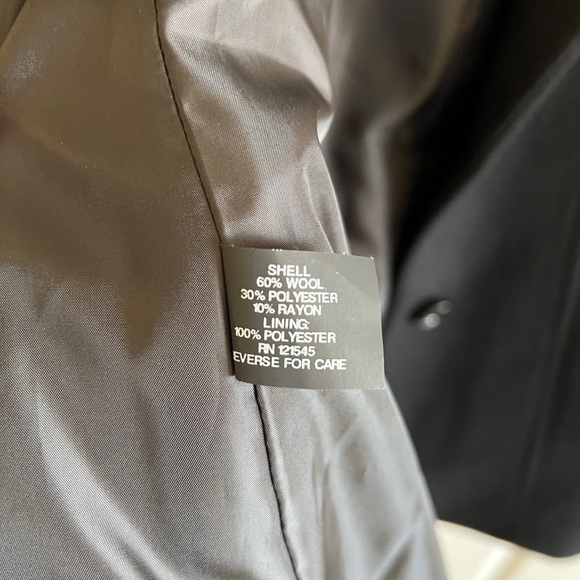 SHELL
60% WOOL
30% POLYESTER
10% RAYON
LINING:
100% POLYESTER
RN 121545
EVERSE FOR CARE